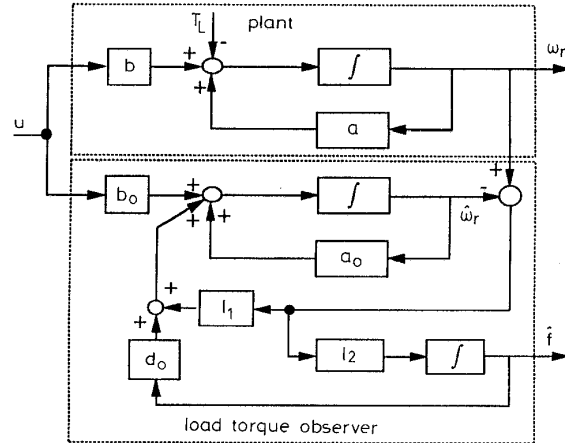 T_L - plant
ω_r
b + ∫
+
a
u
b_o + ∫ - +
+ + ω̂_r
a_o
+ + l_1
l_2 ∫ f̂
d_o
load torque observer